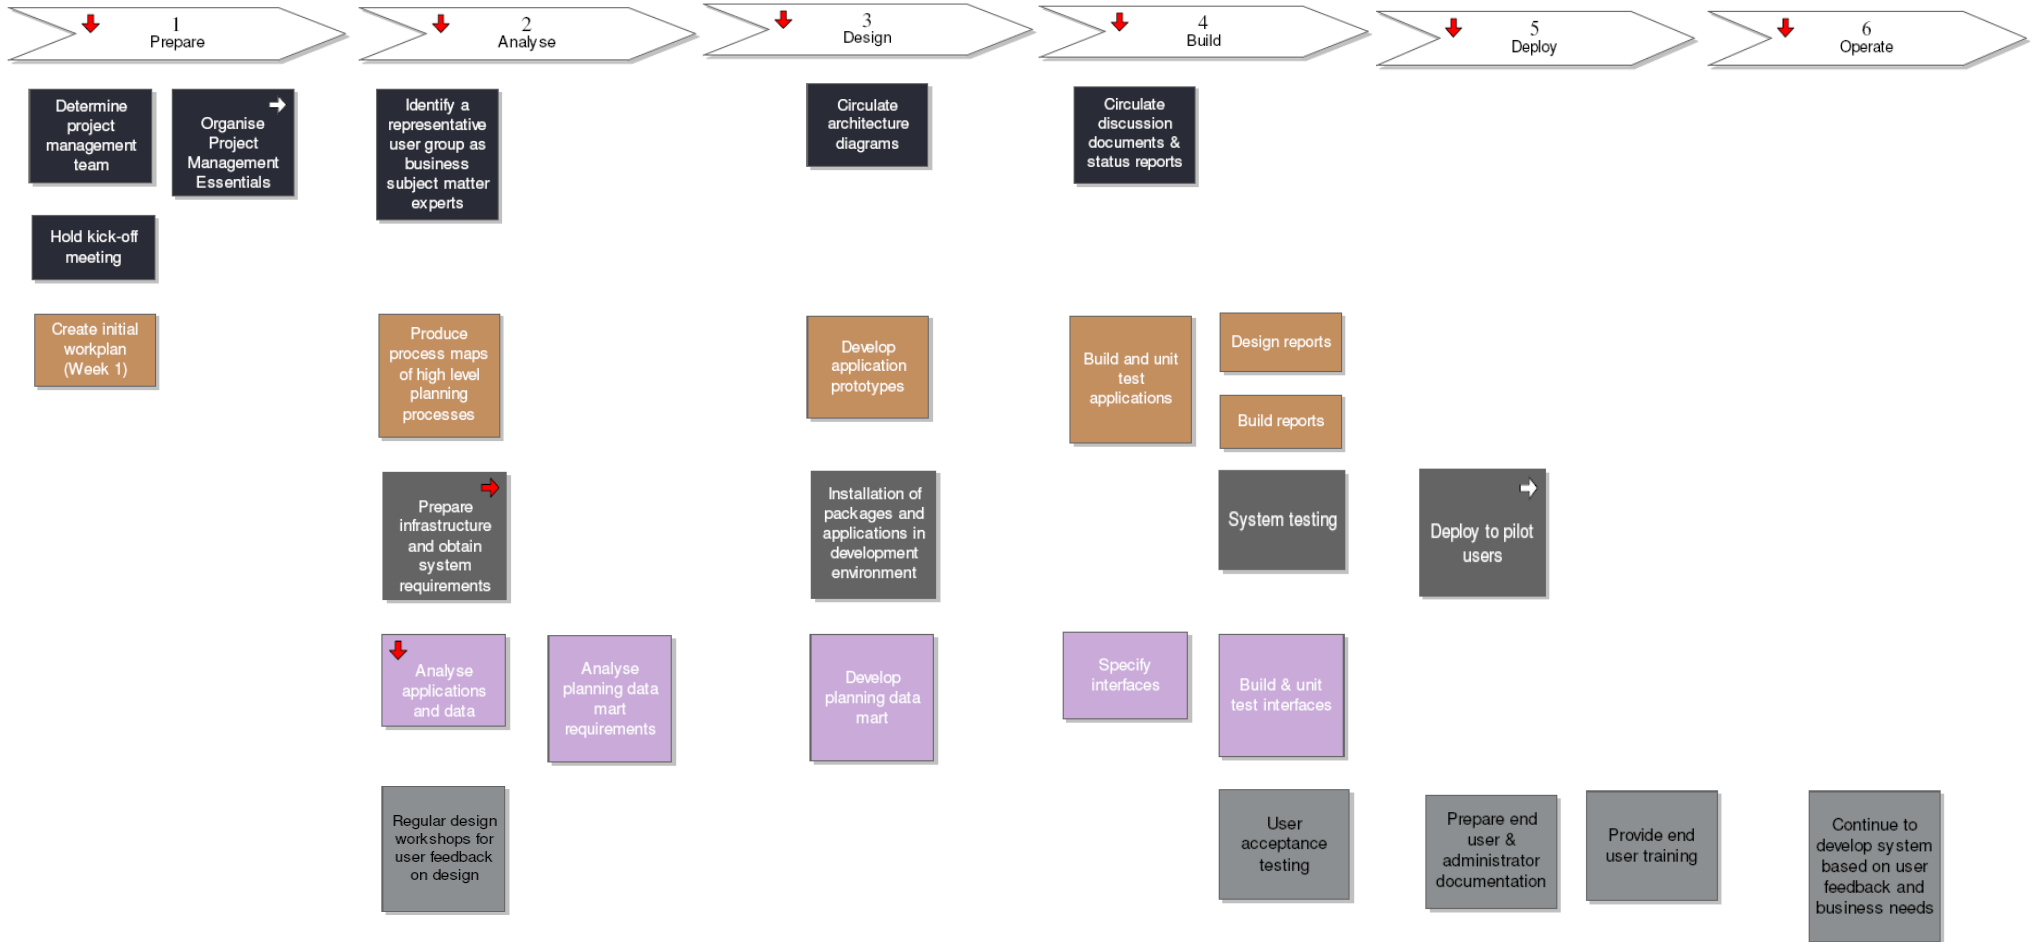 1
Prepare
2
Analyse
3
Design
4
Build
5
Deploy
6
Operate
Determine
project
management
team
Organise
Project
Management
Essentials
Identify a
representative
user group as
business
subject matter
experts
Circulate
architecture
diagrams
Circulate
discussion
documents &
status reports
Hold kick-off
meeting
Create initial
workplan
(Week 1)
Produce
process maps
of high level
planning
processes
Develop
application
prototypes
Build and unit
test
applications
Design reports
Build reports
Prepare
infrastructure
and obtain
system
requirements
Installation of
packages and
applications in
development
environment
System testing
Deploy to pilot
users
Analyse
applications
and data
Analyse
planning data
mart
requirements
Develop
planning data
mart
Specify
interfaces
Build & unit
test interfaces
Regular design
workshops for
user feedback
on design
User
acceptance
testing
Prepare end
user &
administrator
documentation
Provide end
user training
Continue to
develop system
based on user
feedback and
business needs